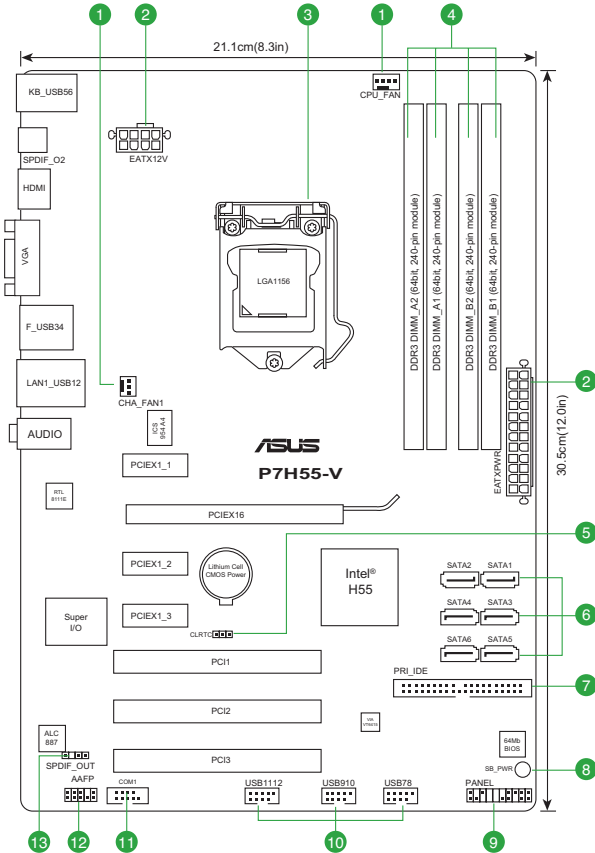 1 2 3 1 4
21.1cm(8.3in)
KB_USB56
CPU_FAN
SPDIF_O2
EATX12V
HDMI
VGA
LGA1156
DDR3 DIMM_A2 (64bit, 240-pin module)
DDR3 DIMM_A1 (64bit, 240-pin module)
DDR3 DIMM_B2 (64bit, 240-pin module)
DDR3 DIMM_B1 (64bit, 240-pin module)
F_USB34
LAN1_USB12
1
2
CHA_FAN1
AUDIO
ICS
954A4
EATXPWR
30.5cm(12.0in)
ASUS
P7H55-V
PCIEX1_1
RTL
8111E
PCIEX16
5
PCIEX1_2
Lithium Cell
CMOS Power
Intel®
H55
SATA2 SATA1
Super
I/O
PCIEX1_3
SATA4 SATA3
6
CLRTC
SATA6 SATA5
PCI1
PRI_IDE
7
PCI2
VIA
ALC
887
64Mb
BIOS
PCI3
SB_PWR
8
SPDIF_OUT
AAFP
COM1
USB1112
USB910
USB78
PANEL
13 12 11 10 9